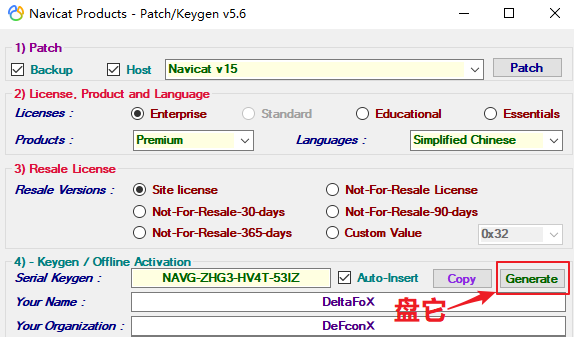 Navicat Products - Patch/Keygen v5.6
1) Patch
Backup Host Navicat v15 Patch
2) License, Product and Language
Licenses : Enterprise Standard Educational Essentials
Products : Premium Languages : Simplified Chinese
3) Resale License
Resale Versions : Site license Not-For-Resale License
Not-For-Resale-30-days Not-For-Resale-90-days
Not-For-Resale-365-days Custom Value 0x32
4) - Keygen / Offline Activation
Serial Keygen : NAVG-ZHG3-HV4T-53IZ Auto-Insert Copy Generate
Your Name : DeltaFoX
盘它
Your Organization : DeFconX